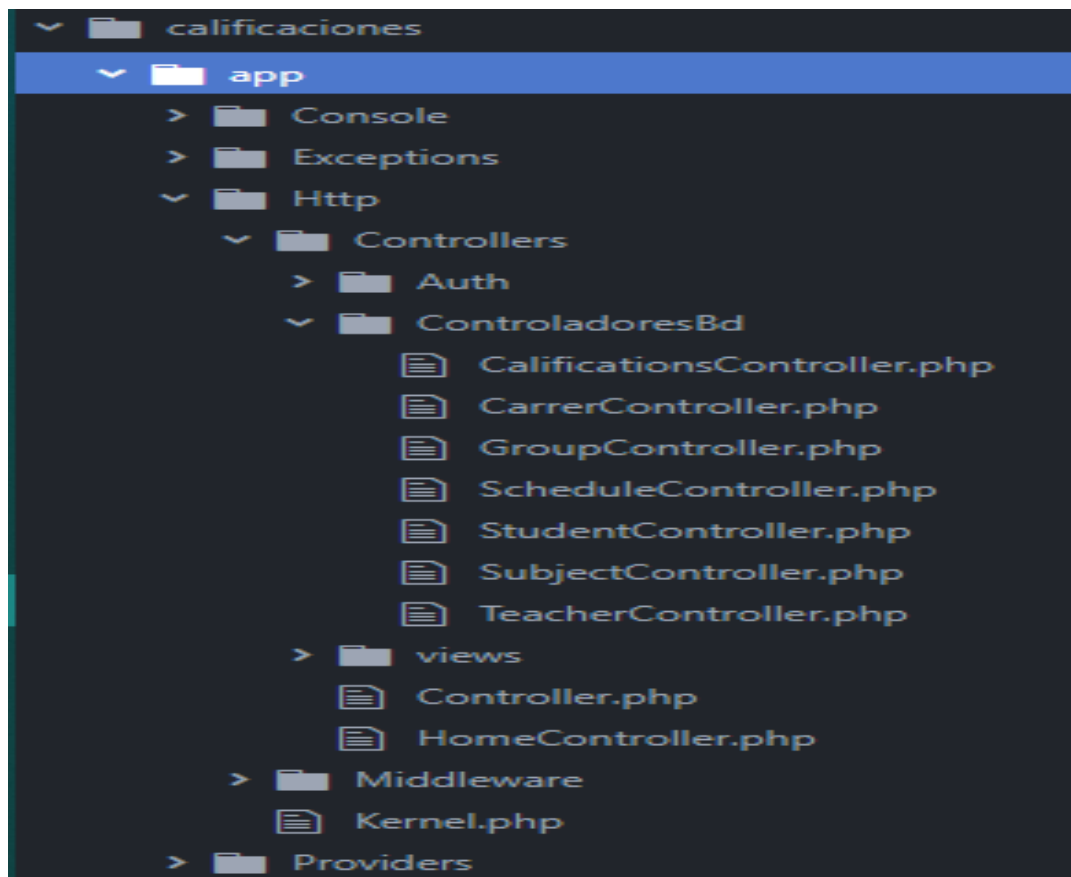 calificaciones
app
Console
Exceptions
Http
Controllers
Auth
ControladoresBd
CalificationsController.php
CarrerController.php
GroupController.php
ScheduleController.php
StudentController.php
SubjectController.php
TeacherController.php
views
Controller.php
HomeController.php
Middleware
Kernel.php
Providers